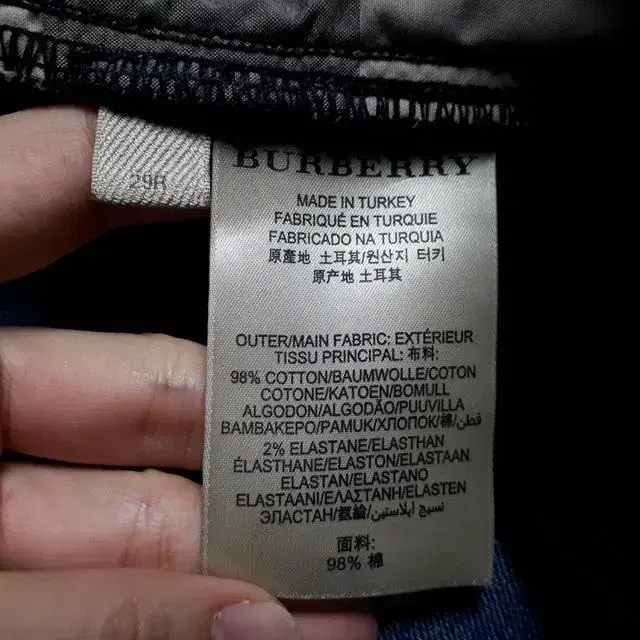 29R
BURBERRY
MADE IN TURKEY
FABRIQUÉ EN TURQUIE
FABRICADO NA TURQUIA
原產地 土耳其/원산지 터키
原产地 土耳其
OUTER/MAIN FABRIC: EXTÉRIEUR
TISSU PRINCIPAL: 布料:
98% COTTON/BAUMWOLLE/COTON
COTONE/KATOEN/BOMULL
ALGODON/ALGODÃO/PUUVILLA
BAMBAKEPO/PAMUK/ХЛОПОК/棉/قطن
2% ELASTANE/ELASTHAN
ÉLASTHANE/ELASTON/ELASTAAN
ELASTAN/ELASTANO
ELASTAANI/ΕΛΑΣΤΑΝΗ/ELASTEN
ЭЛАСТАН/氨綸/نسيج ايلاستين
面料:
98% 棉